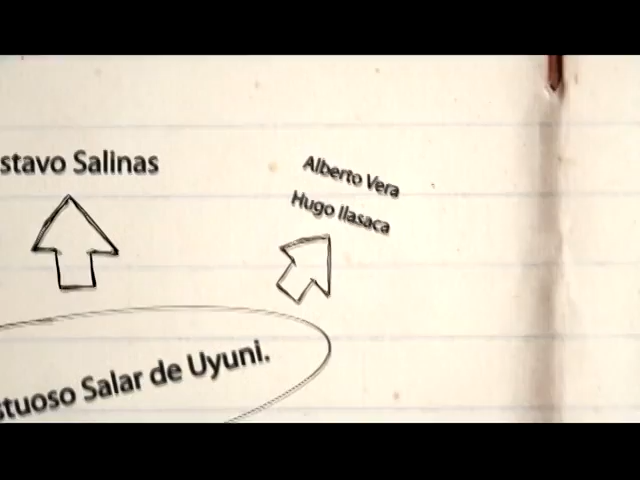 stavo Salinas
Alberto Vera
Hugo Ilasaca
stuoso Salar de Uyuni.